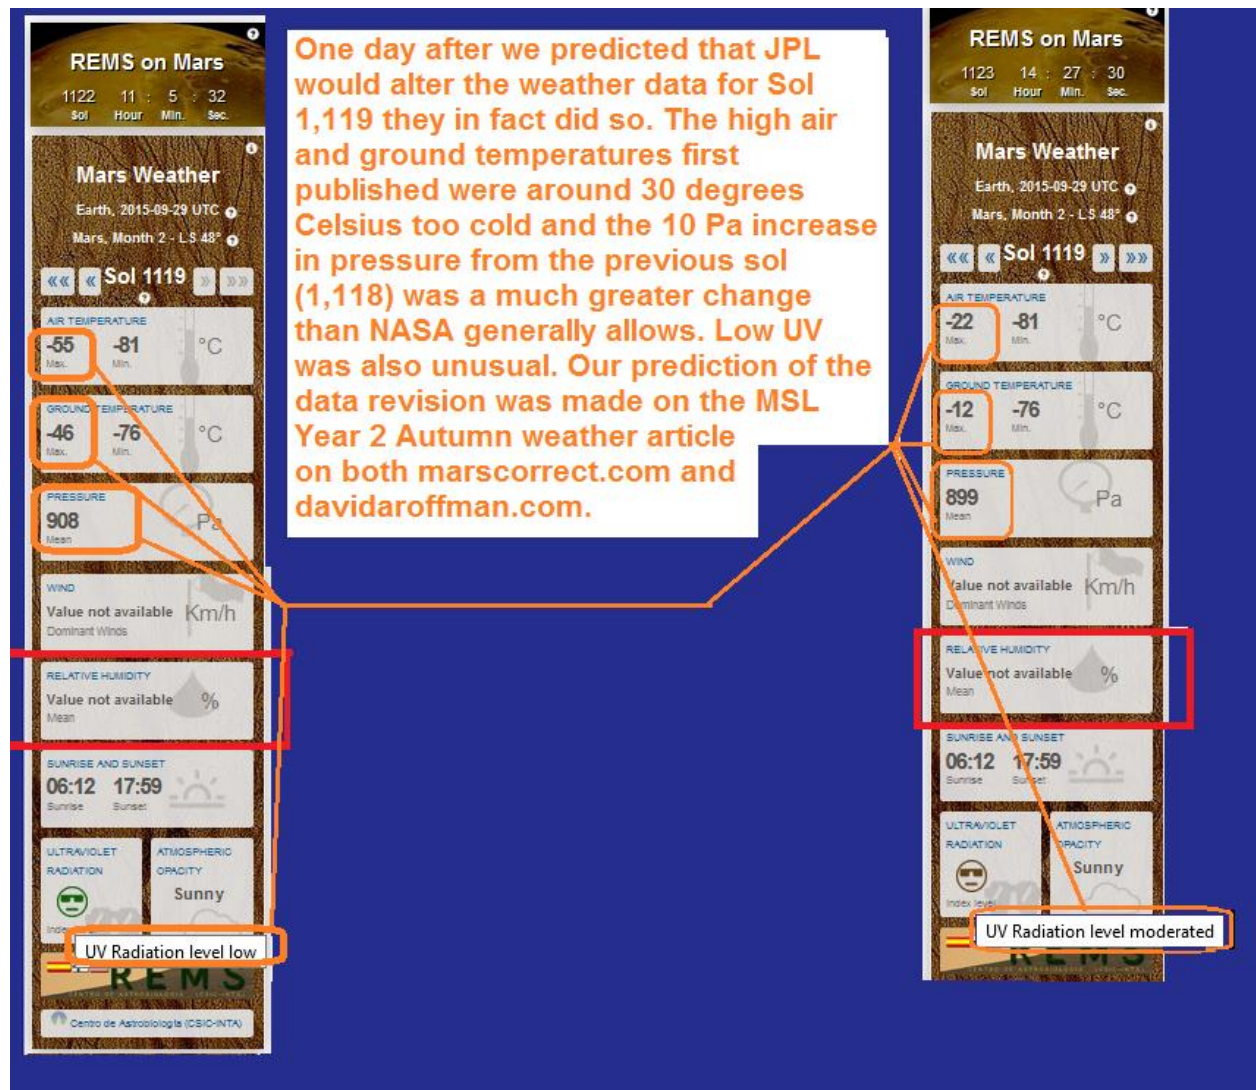 REMS on Mars
1122 11 : 5 : 32
Sol Hour Min. Sec.
Mars Weather
Earth, 2015-09-29 UTC
Mars, Month 2 - LS 48°
«« « Sol 1119 » »»
AIR TEMPERATURE
-55 -81 °C
Max. Min.
GROUND TEMPERATURE
-46 -76 °C
Max. Min.
PRESSURE
908 Pa
Mean
WIND
Value not available Km/h
Dominant Winds
RELATIVE HUMIDITY
Value not available %
Mean
SUNRISE AND SUNSET
06:12 17:59
Sunrise Sunset
ULTRAVIOLET ATMOSPHERIC
RADIATION OPACITY
Sunny
UV Radiation level low
REMS
CENTRO DE ASTROBIOLOGIA (CSIC-INTA)
Centro de Astrobiología (CSIC-INTA)
One day after we predicted that JPL
would alter the weather data for Sol
1,119 they in fact did so. The high air
and ground temperatures first
published were around 30 degrees
Celsius too cold and the 10 Pa increase
in pressure from the previous sol
(1,118) was a much greater change
than NASA generally allows. Low UV
was also unusual. Our prediction of the
data revision was made on the MSL
Year 2 Autumn weather article
on both marscorrect.com and
davidaroffman.com.
REMS on Mars
1123 14 : 27 : 30
Sol Hour Min. Sec.
Mars Weather
Earth, 2015-09-29 UTC
Mars, Month 2 - LS 48°
«« « Sol 1119 » »»
AIR TEMPERATURE
-22 -81 °C
Max. Min.
GROUND TEMPERATURE
-12 -76 °C
Max. Min.
PRESSURE
899 Pa
Mean
WIND
Value not available Km/h
Dominant Winds
RELATIVE HUMIDITY
Value not available %
Mean
SUNRISE AND SUNSET
06:12 17:59
Sunrise Sunset
ULTRAVIOLET ATMOSPHERIC
RADIATION OPACITY
Sunny
Index level
UV Radiation level moderated
REMS
CENTRO DE ASTROBIOLOGIA (CSIC-INTA)